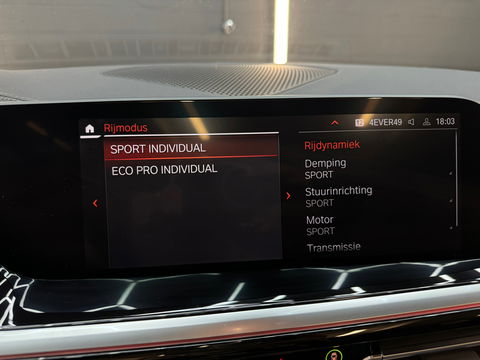 Rijmodus
4EVER49 18:03
SPORT INDIVIDUAL
ECO PRO INDIVIDUAL
Rijdynamiek
Demping
SPORT
Stuurinrichting
SPORT
Motor
SPORT
Transmissie